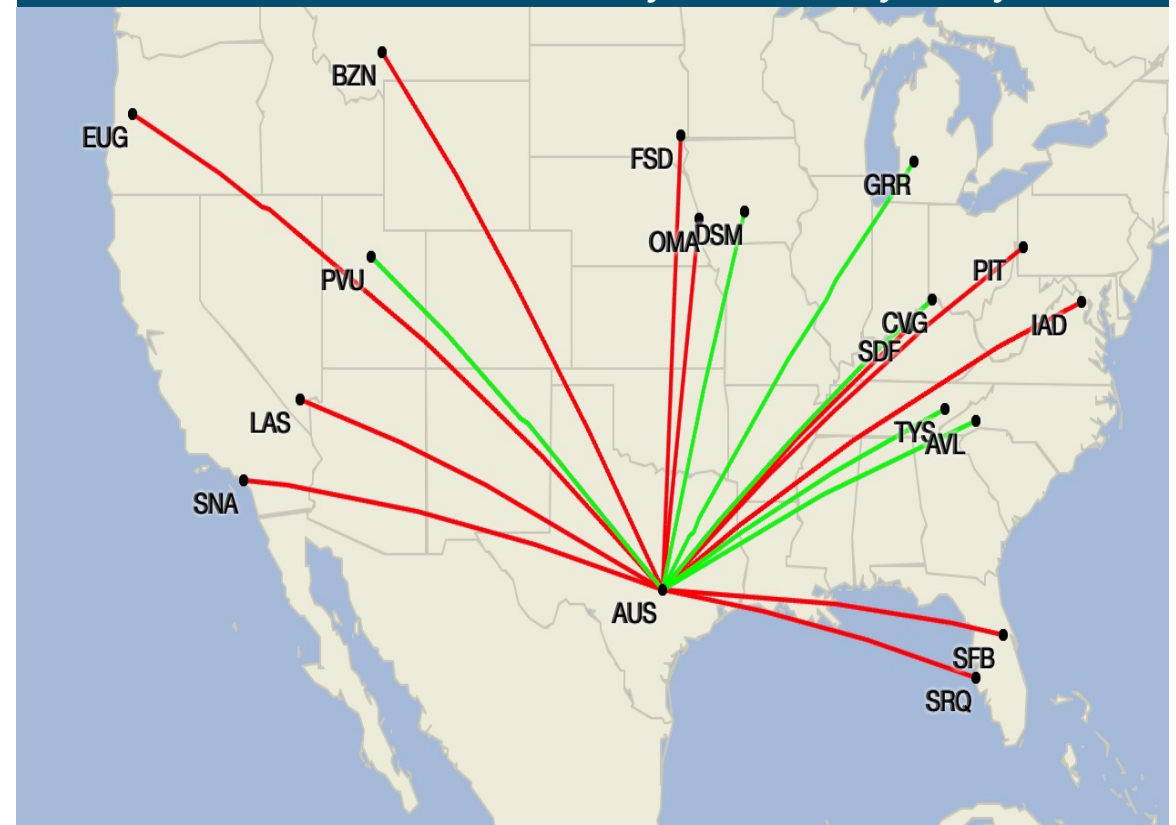 BZN
EUG
FSD
GRR
OMA
DSM
PIT
PVU
CVG
IAD
SDF
LAS
TYS
AVL
SNA
AUS
SFB
SRQ